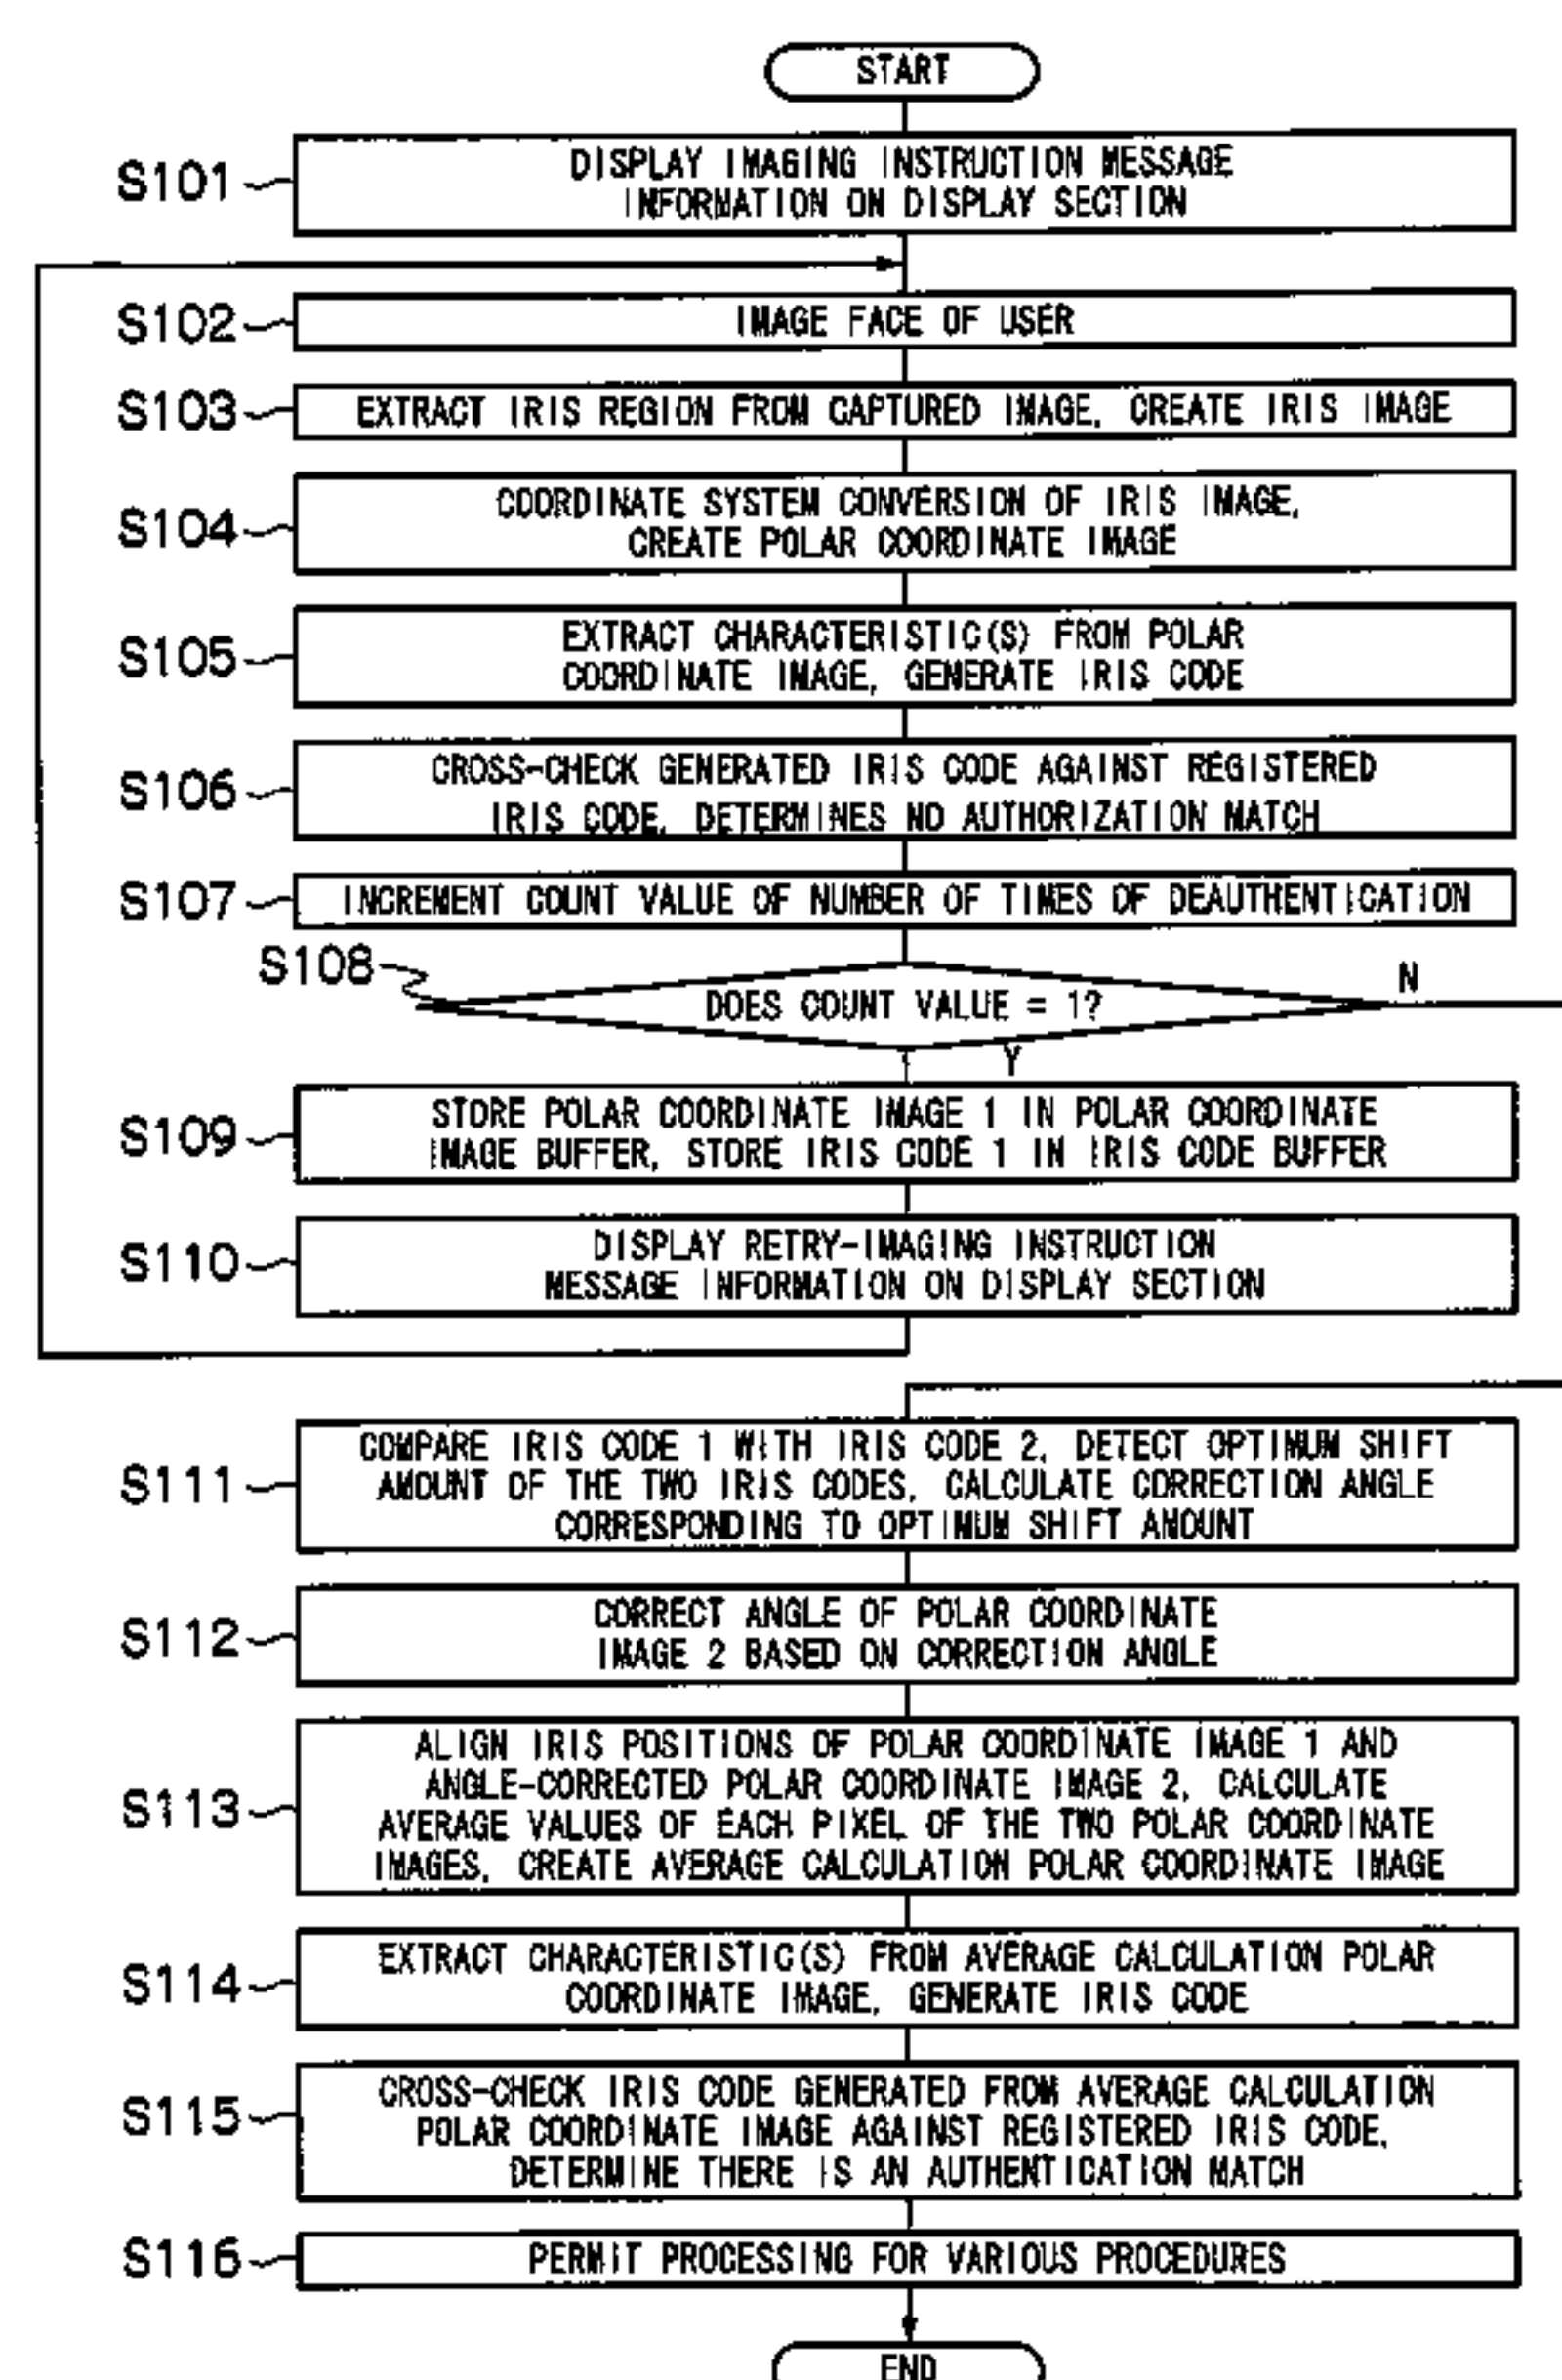 START
S101
DISPLAY IMAGING INSTRUCTION MESSAGE
INFORMATION ON DISPLAY SECTION
S102
IMAGE FACE OF USER
S103
EXTRACT IRIS REGION FROM CAPTURED IMAGE, CREATE IRIS IMAGE
S104
COORDINATE SYSTEM CONVERSION OF IRIS IMAGE,
CREATE POLAR COORDINATE IMAGE
S105
EXTRACT CHARACTERISTIC(S) FROM POLAR
COORDINATE IMAGE, GENERATE IRIS CODE
S106
CROSS-CHECK GENERATED IRIS CODE AGAINST REGISTERED
IRIS CODE, DETERMINES NO AUTHORIZATION MATCH
S107
INCREMENT COUNT VALUE OF NUMBER OF TIMES OF DEAUTHENTICATION
S108
DOES COUNT VALUE = 1?
N
Y
S109
STORE POLAR COORDINATE IMAGE 1 IN POLAR COORDINATE
IMAGE BUFFER, STORE IRIS CODE 1 IN IRIS CODE BUFFER
S110
DISPLAY RETRY-IMAGING INSTRUCTION
MESSAGE INFORMATION ON DISPLAY SECTION
S111
COMPARE IRIS CODE 1 WITH IRIS CODE 2, DETECT OPTIMUM SHIFT
AMOUNT OF THE TWO IRIS CODES, CALCULATE CORRECTION ANGLE
CORRESPONDING TO OPTIMUM SHIFT AMOUNT
S112
CORRECT ANGLE OF POLAR COORDINATE
IMAGE 2 BASED ON CORRECTION ANGLE
S113
ALIGN IRIS POSITIONS OF POLAR COORDINATE IMAGE 1 AND
ANGLE-CORRECTED POLAR COORDINATE IMAGE 2, CALCULATE
AVERAGE VALUES OF EACH PIXEL OF THE TWO POLAR COORDINATE
IMAGES, CREATE AVERAGE CALCULATION POLAR COORDINATE IMAGE
S114
EXTRACT CHARACTERISTIC(S) FROM AVERAGE CALCULATION POLAR
COORDINATE IMAGE, GENERATE IRIS CODE
S115
CROSS-CHECK IRIS CODE GENERATED FROM AVERAGE CALCULATION
POLAR COORDINATE IMAGE AGAINST REGISTERED IRIS CODE,
DETERMINE THERE IS AN AUTHENTICATION MATCH
S116
PERMIT PROCESSING FOR VARIOUS PROCEDURES
END